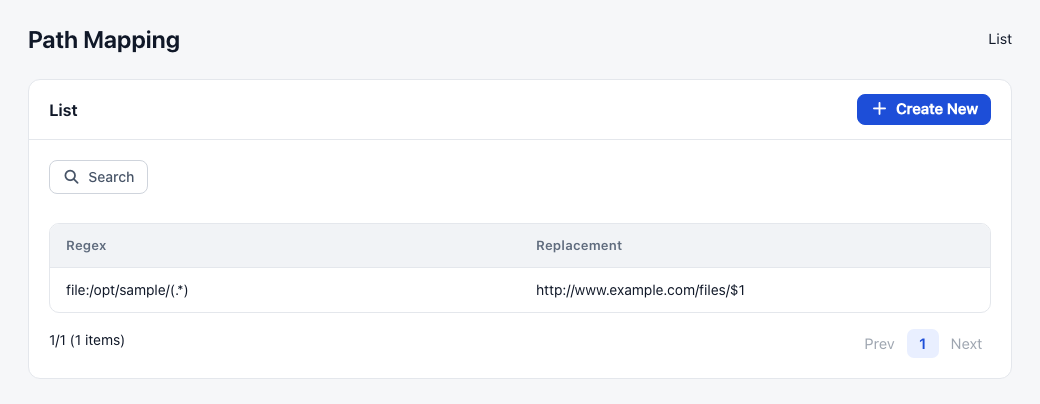 Path Mapping
List
List
Create New
Search
Regex Replacement
file:/opt/sample/(.*) http://www.example.com/files/$1
1/1 (1 items)
Prev 1 Next